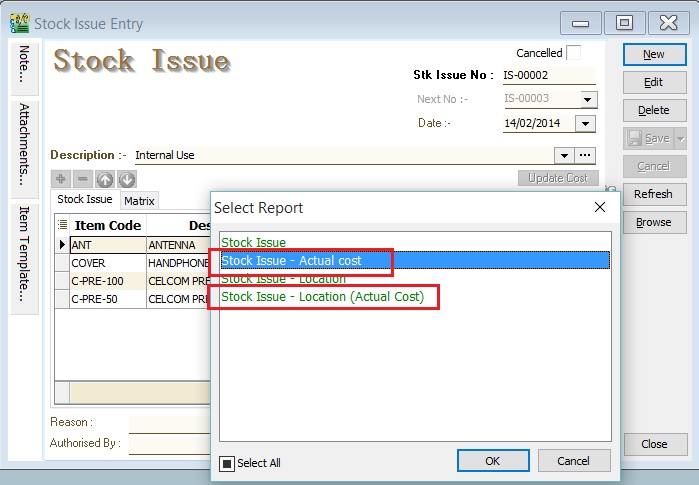 Stock Issue Entry
Note...
Attachments...
Item Template...
Stock Issue
Cancelled
Stk Issue No : IS-00002
Next No :- IS-00003
Date :- 14/02/2014
Description :- Internal Use
Update Cost
Stock Issue Matrix
Item Code Des
ANT ANTENNA
COVER HANDPHONE
C-PRE-100 CELCOM PRE
C-PRE-50 CELCOM PRE
Reason :
Authorised By :
New
Edit
Delete
Save
Cancel
Refresh
Browse
Close
Select Report
Stock Issue
Stock Issue - Actual cost
Stock Issue - Location
Stock Issue - Location (Actual Cost)
Select All
OK
Cancel